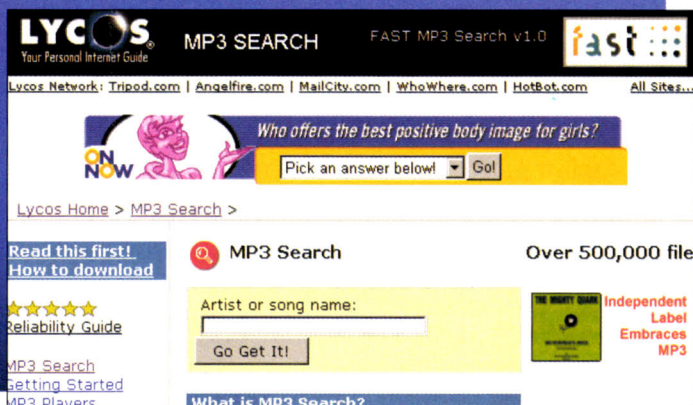 LYCOS
Your Personal Internet Guide
MP3 SEARCH
FAST MP3 Search v1.0
fast
Lycos Network: Tripod.com | Angelfire.com | MailCity.com | WhoWhere.com | HotBot.com All Sites...
Who offers the best positive body image for girls?
ON
NOW
Pick an answer below! Go!
Lycos Home > MP3 Search >
Read this first!
How to download
Reliability Guide
MP3 Search
Getting Started
MP3 Players
MP3 Search
Artist or song name:
Go Get It!
What is MP3 Search?
Over 500,000 file
THE MIGHTY QUARK
Independent
Label
Embraces
MP3